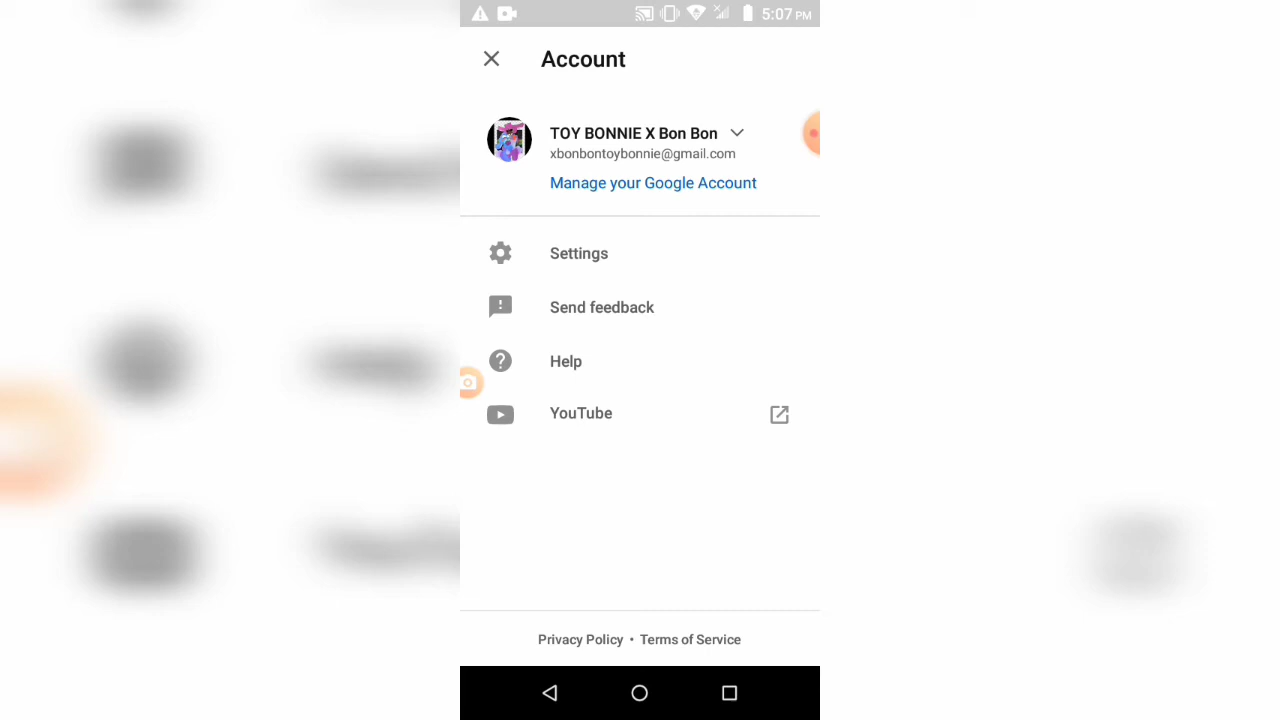 5:07 PM
Account
TOY BONNIE X Bon Bon
xbonbontoybonnie@gmail.com
Manage your Google Account
Settings
Send feedback
Help
YouTube
Privacy Policy • Terms of Service